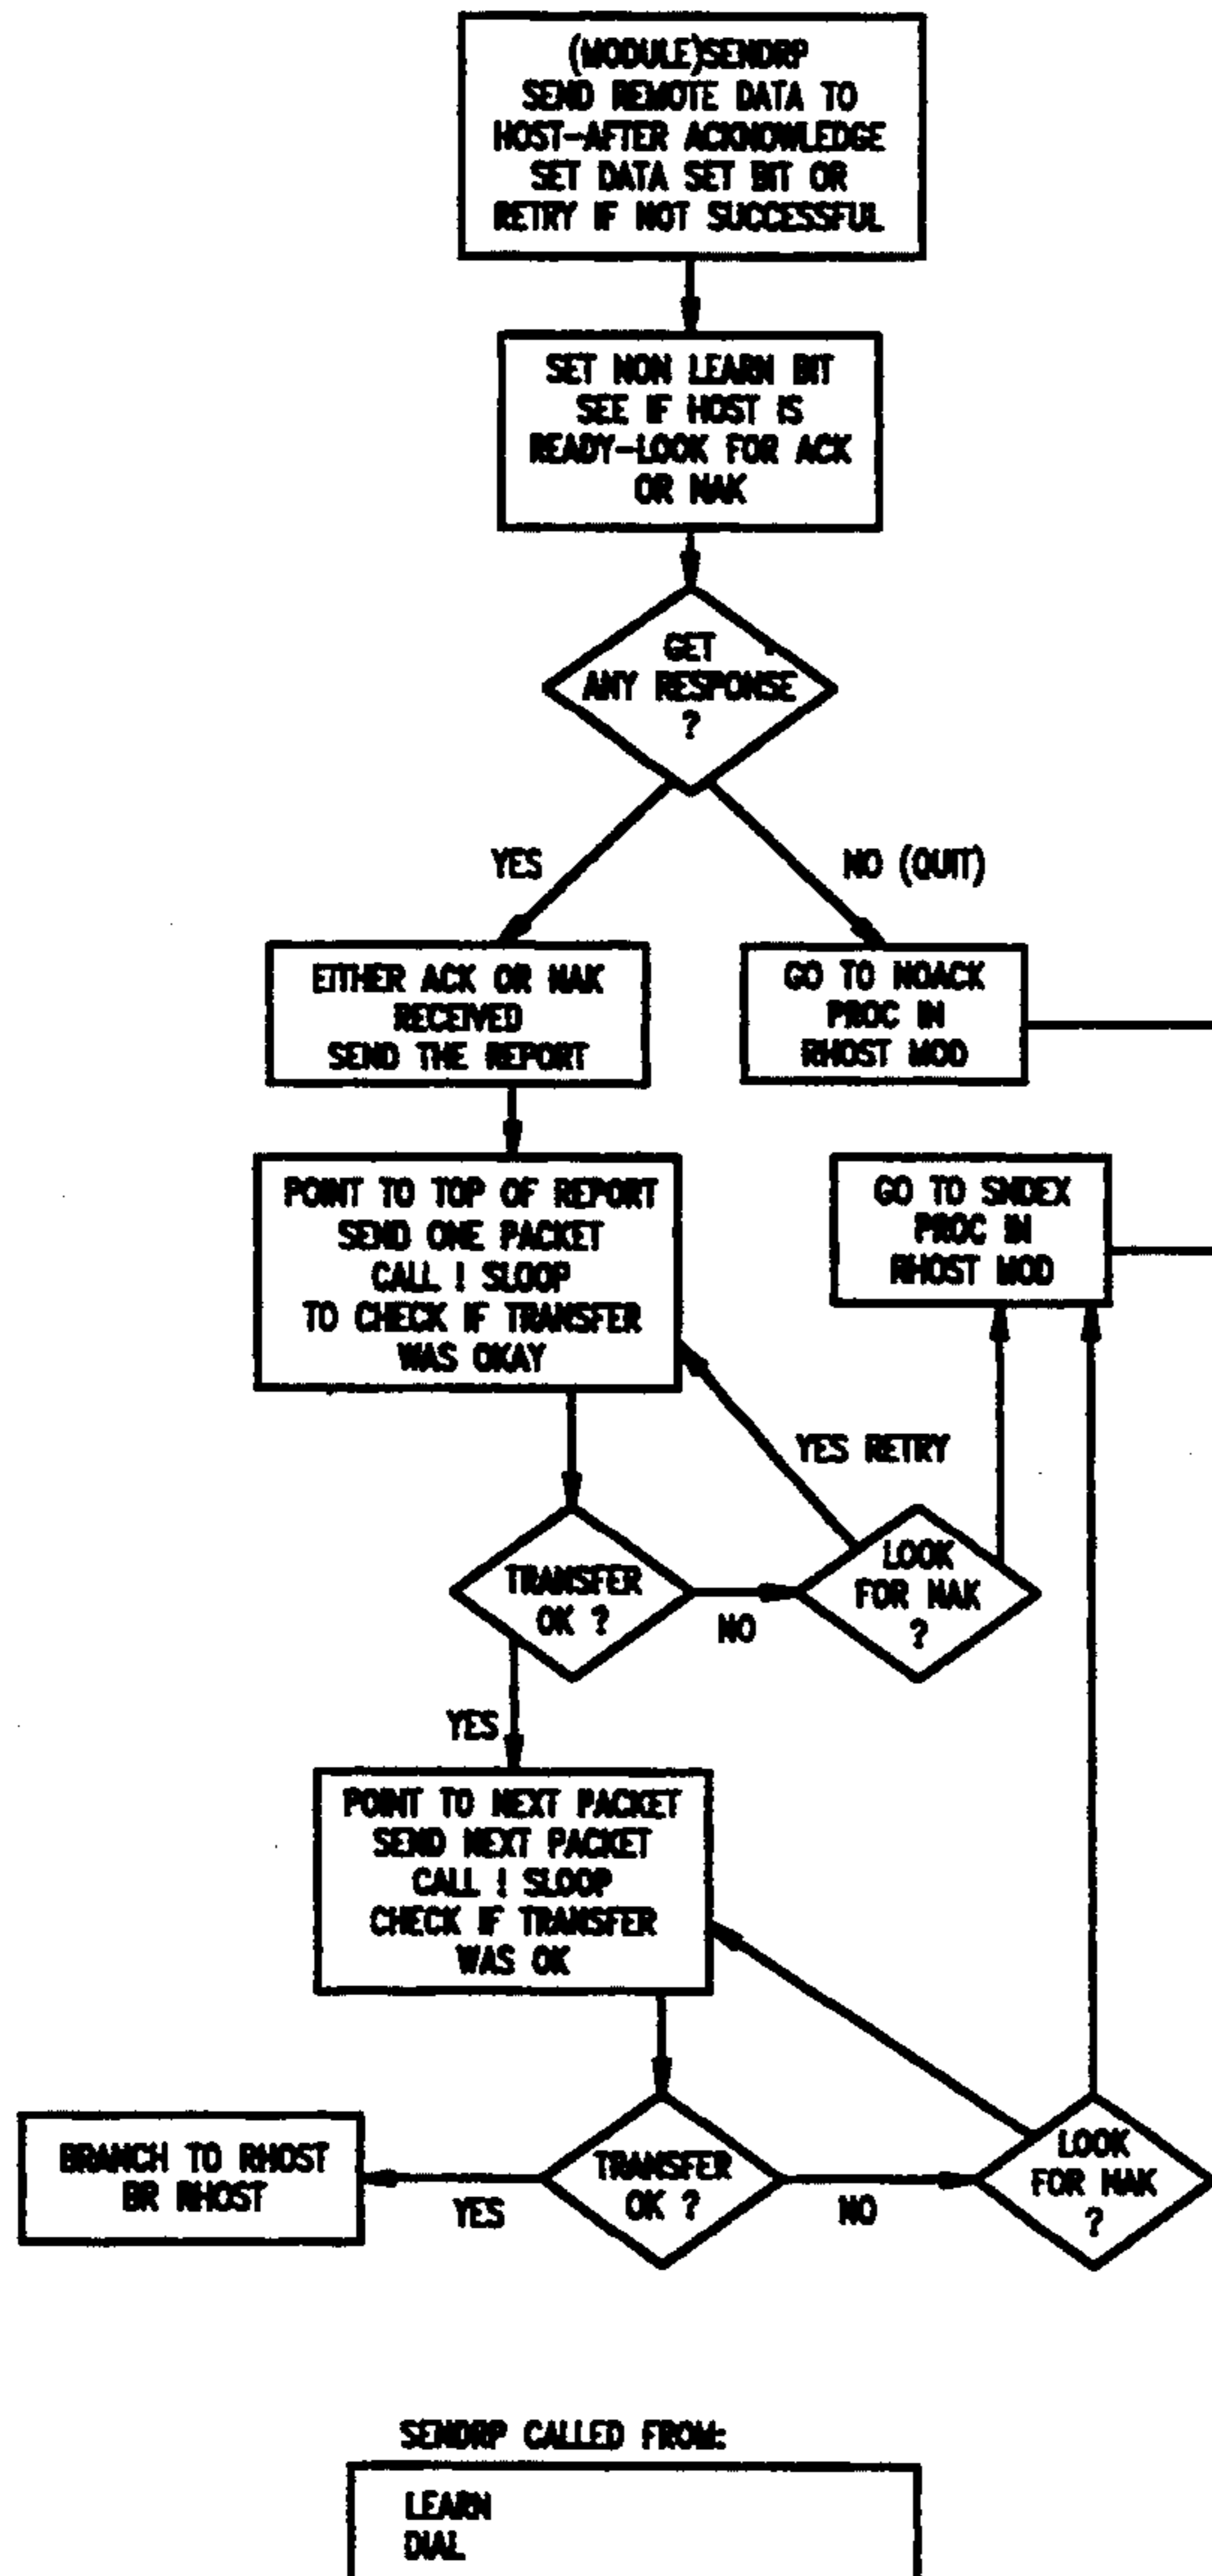 (MODULE)SENDRP
SEND REMOTE DATA TO
HOST-AFTER ACKNOWLEDGE
SET DATA SET BIT OR
RETRY IF NOT SUCCESSFUL
SET NON LEARN BIT
SEE IF HOST IS
READY-LOOK FOR ACK
OR NAK
GET
ANY RESPONSE
?
YES
NO (QUIT)
EITHER ACK OR NAK
RECEIVED
SEND THE REPORT
GO TO NOACK
PROC IN
RHOST MOD
POINT TO TOP OF REPORT
SEND ONE PACKET
CALL ! SLOOP
TO CHECK IF TRANSFER
WAS OKAY
GO TO SNDEX
PROC IN
RHOST MOD
YES RETRY
TRANSFER
OK ?
NO
LOOK
FOR NAK
?
YES
POINT TO NEXT PACKET
SEND NEXT PACKET
CALL ! SLOOP
CHECK IF TRANSFER
WAS OK
BRANCH TO RHOST
BR RHOST
YES
TRANSFER
OK ?
NO
LOOK
FOR NAK
?
SENDRP CALLED FROM:
LEARN
DIAL